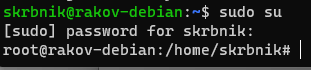 skrbnik@rakov-debian:~$ sudo su
[sudo] password for skrbnik:
root@rakov-debian:/home/skrbnik#